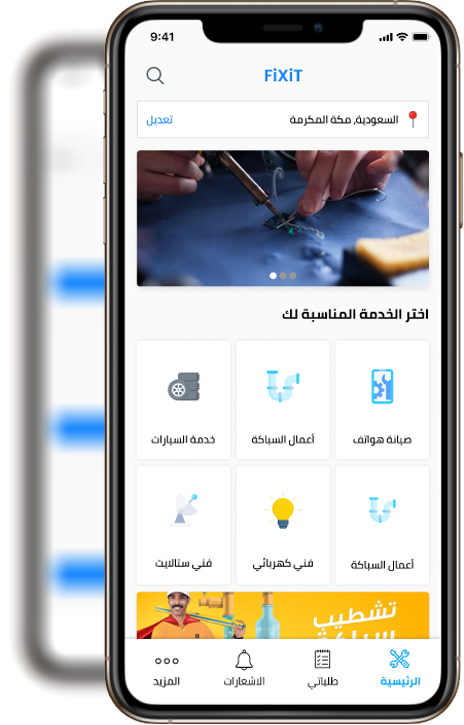 9:41
FiXiT
السعودية, مكة المكرمة
تعديل
اختر الخدمة المناسبة لك
صيانة هواتف
أعمال السباكة
خدمة السيارات
أعمال السباكة
فني كهربائي
فني ستالايت
تشطيب
سباكة
الرئيسية
طلباتي
الاشعارات
المزيد